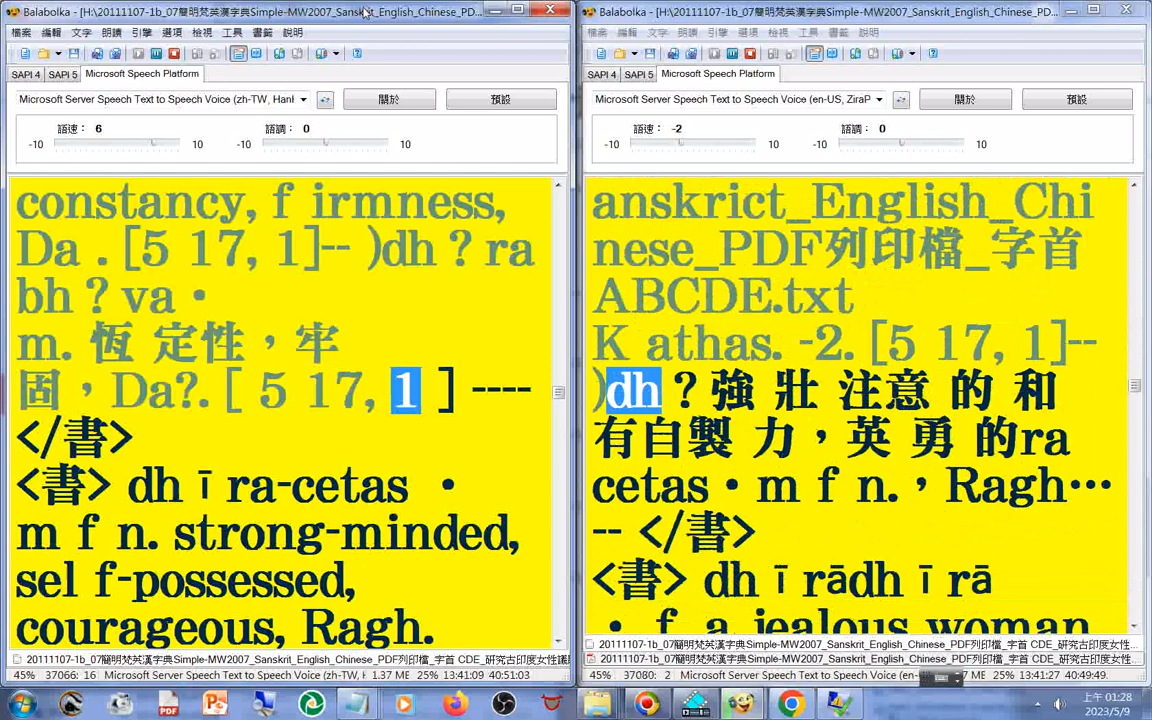 Balabolka - [H:\20111107-1b_07簡明梵英漢字典Simple-MW2007_Sanskrit_English_Chinese_PD...
檔案 編輯 文字 朗讀 引擎 選項 檢視 工具 書籤 說明
SAPI 4 SAPI 5 Microsoft Speech Platform
Microsoft Server Speech Text to Speech Voice (zh-TW, Hanl
關於
預設
語速： 6
語調： 0
-10 10 -10 10
constancy, f irmness,
Da . [5 17, 1]-- )dh ? ra
bh ? va •
m. 恆 定性，牢
固，Da?. [ 5 17, 1 ] ----
</書>
<書> dh ī ra-cetas •
m f n. strong-minded,
sel f-possessed,
courageous, Ragh.
20111107-1b_07簡明梵英漢字典Simple-MW2007_Sanskrit_English_Chinese_PDF列印檔_字首 CDE_研究古印度女性議
45% 37066: 16 Microsoft Server Speech Text to Speech Voice (zh-TW, H 1.37 MB 25% 13:41:09 40:51:03
Balabolka - [H:\20111107-1b_07簡明梵英漢字典Simple-MW2007_Sanskrit_English_Chinese_PD...
檔案 編輯 文字 朗讀 引擎 選項 檢視 工具 書籤 說明
SAPI 4 SAPI 5 Microsoft Speech Platform
Microsoft Server Speech Text to Speech Voice (en-US, ZiraP
關於
預設
語速： -2
語調： 0
-10 10 -10 10
anskrict_English_Chi
nese_PDF列印檔_字首
ABCDE.txt
K athas. -2. [5 17, 1]--
)dh ? 強 壯 注意 的 和
有自製 力，英 勇 的ra
cetas • m f n.，Ragh…
-- </書>
<書> dh ī rādh ī rā
• f. a jealous woman
20111107-1b_07簡明梵英漢字典Simple-MW2007_Sanskrit_English_Chinese_PDF列印檔_字首 CDE_研究古印度女性...
20111107-1b_07簡明梵英漢字典Simple-MW2007_Sanskrit_English_Chinese_PDF列印檔_字首ABCDE...
45% 37080: 2 Microsoft Server Speech Text to Speech Voice (en-US, 25% 13:41:27 40:49:49.
上午 01:28
2023/5/9